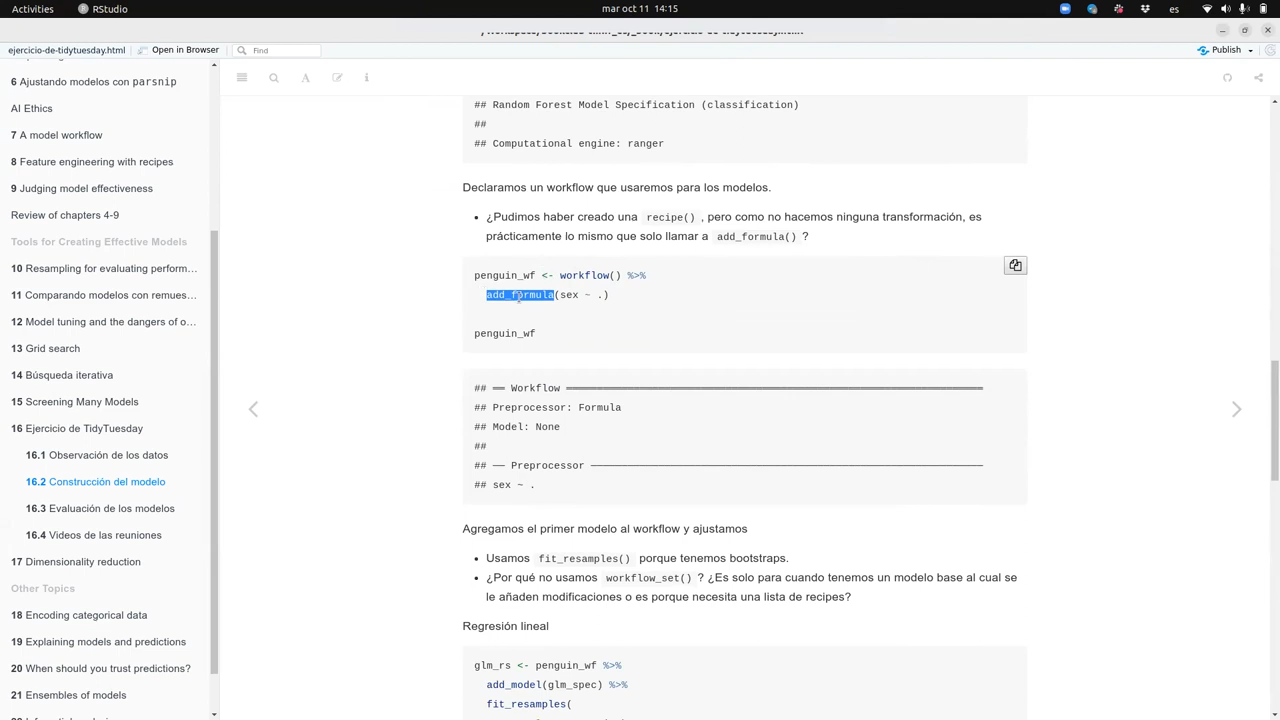 Activities RStudio mar oct 11 14:15
ejercicio-de-tidytuesday.html Open in Browser Find Publish
6 Ajustando modelos con parsnip
AI Ethics
7 A model workflow
8 Feature engineering with recipes
9 Judging model effectiveness
Review of chapters 4-9
Tools for Creating Effective Models
10 Resampling for evaluating perform…
11 Comparando modelos con remues…
12 Model tuning and the dangers of o…
13 Grid search
14 Búsqueda iterativa
15 Screening Many Models
16 Ejercicio de TidyTuesday
16.1 Observación de los datos
16.2 Construcción del modelo
16.3 Evaluación de los modelos
16.4 Videos de las reuniones
17 Dimensionality reduction
Other Topics
18 Encoding categorical data
19 Explaining models and predictions
20 When should you trust predictions?
21 Ensembles of models
## Random Forest Model Specification (classification)
##
## Computational engine: ranger
Declaramos un workflow que usaremos para los modelos.
• ¿Pudimos haber creado una recipe() , pero como no hacemos ninguna transformación, es
prácticamente lo mismo que solo llamar a add_formula() ?
penguin_wf <- workflow() %>%
add_formula(sex ~ .)
penguin_wf
## ══ Workflow ════════════════════════════════════════════════════════════════════
## Preprocessor: Formula
## Model: None
##
## ── Preprocessor ────────────────────────────────────────────────────────────────
## sex ~ .
Agregamos el primer modelo al workflow y ajustamos
• Usamos fit_resamples() porque tenemos bootstraps.
• ¿Por qué no usamos workflow_set() ? ¿Es solo para cuando tenemos un modelo base al cual se
le añaden modificaciones o es porque necesita una lista de recipes?
Regresión lineal
glm_rs <- penguin_wf %>%
add_model(glm_spec) %>%
fit_resamples(